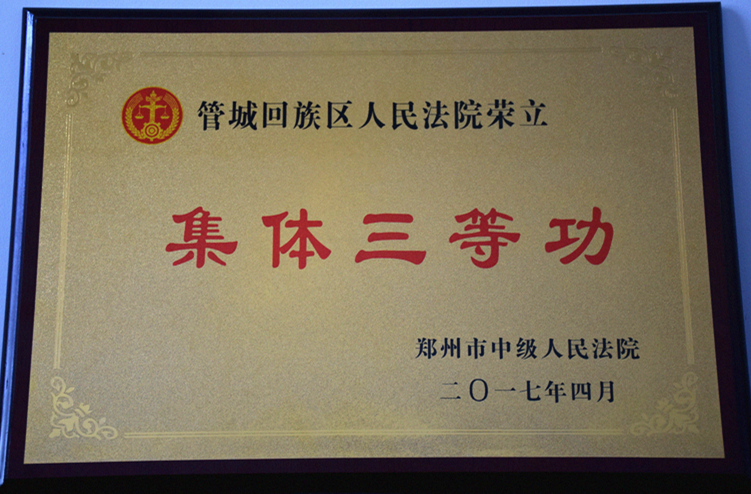 管城回族区人民法院荣立
集体三等功
郑州市中级人民法院
二〇一七年四月